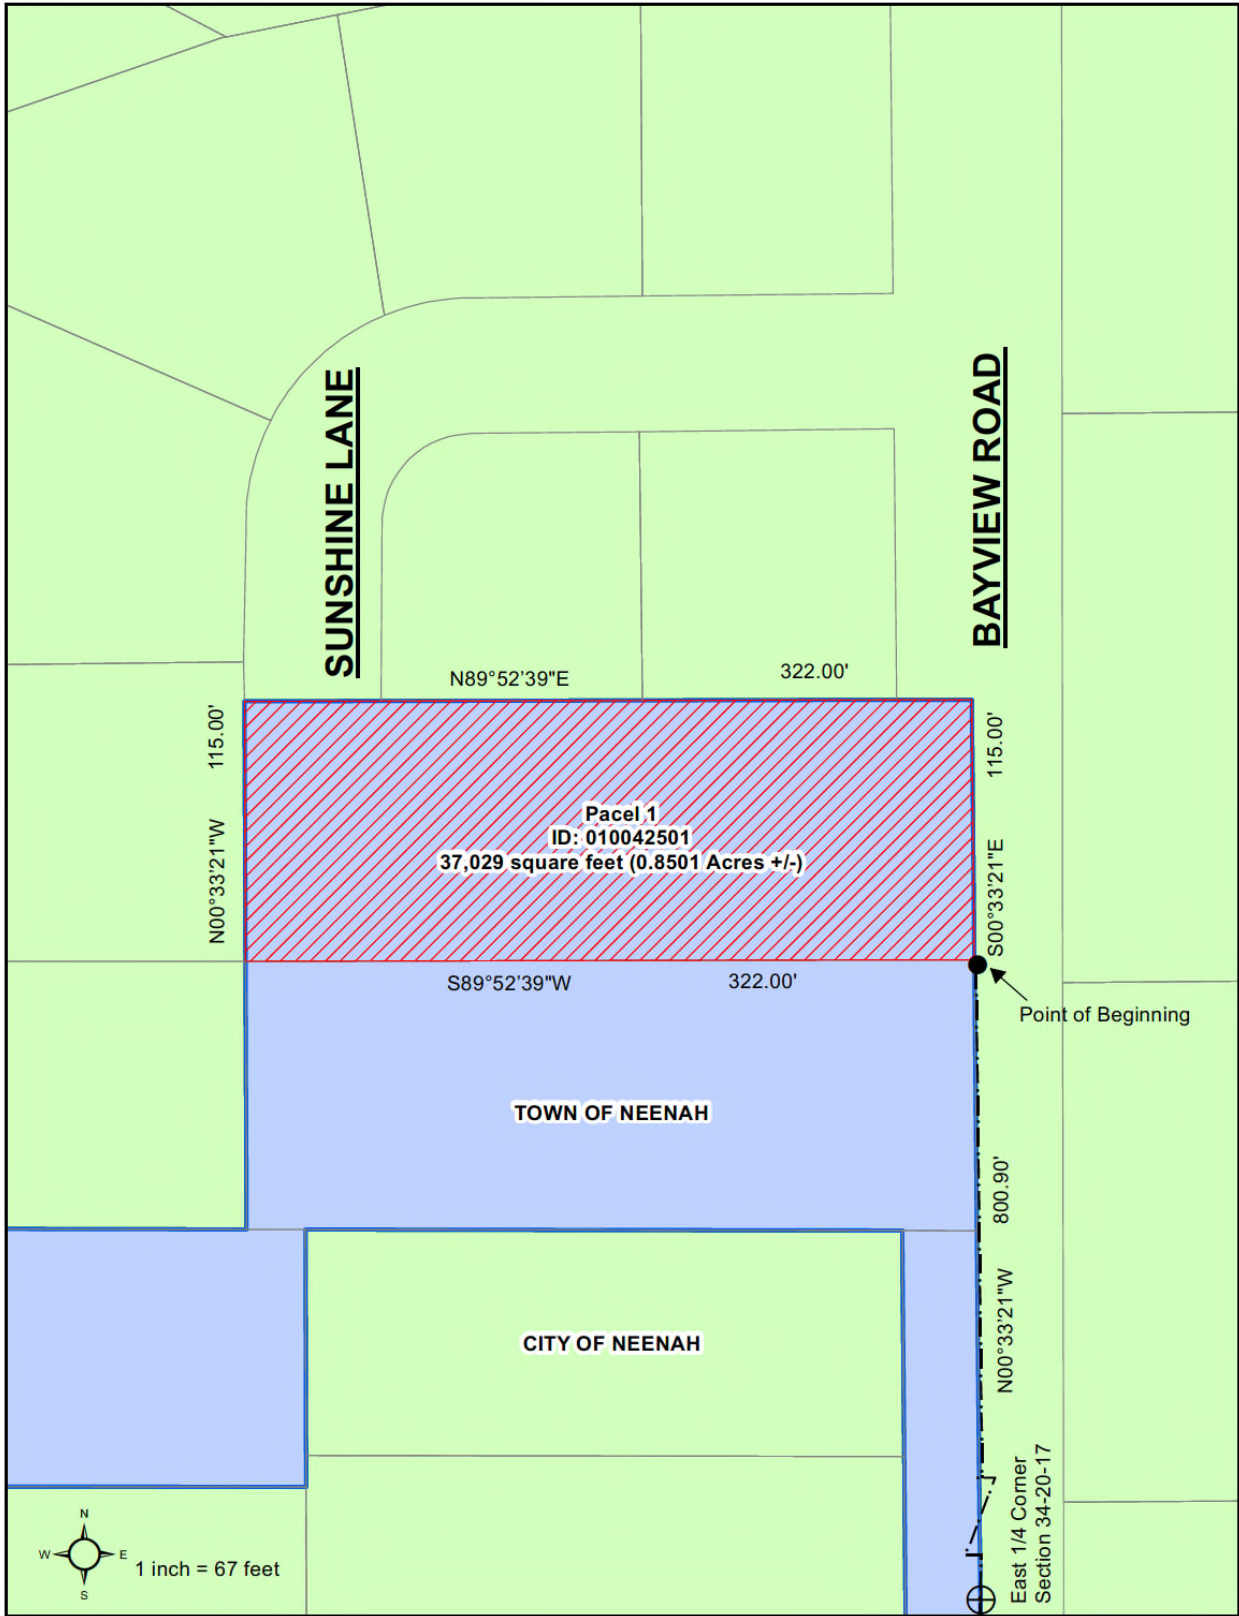 SUNSHINE LANE
BAYVIEW ROAD
N89°52'39"E
322.00'
115.00'
N00°33'21"W
115.00'
S00°33'21"E
Pacel 1
ID: 010042501
37,029 square feet (0.8501 Acres +/-)
S89°52'39"W
322.00'
Point of Beginning
TOWN OF NEENAH
800.90'
N00°33'21"W
CITY OF NEENAH
East 1/4 Corner
Section 34-20-17
N
W
E
S
1 inch = 67 feet